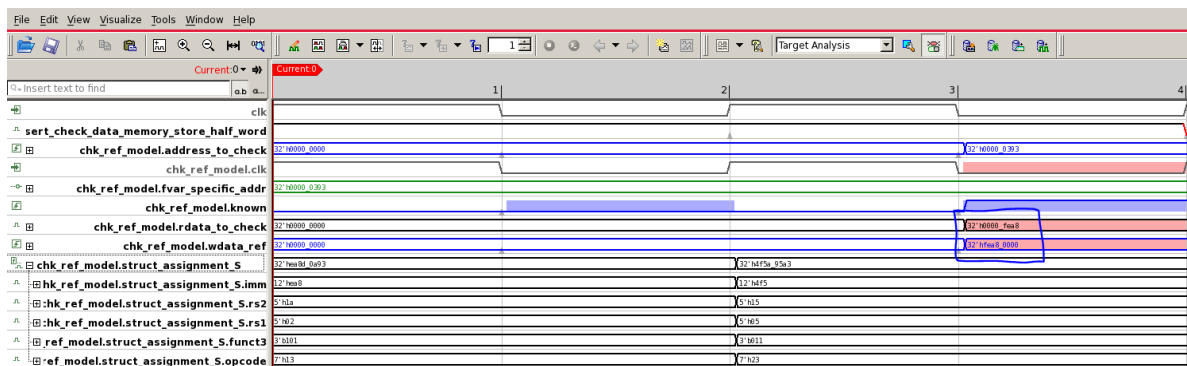 File Edit View Visualize Tools Window Help
1 Target Analysis
Current:0 Current:0
Insert text to find a.b a...
1 2 3 4
clk
sert_check_data_memory_store_half_word
chk_ref_model.address_to_check 32'h0000_0000 32'h0000_0393
chk_ref_model.clk
chk_ref_model.fvar_specific_addr 32'h0000_0393
chk_ref_model.known
chk_ref_model.rdata_to_check 32'h0000_0000 32'h0000_fea8
chk_ref_model.wdata_ref 32'h0000_0000 32'hfea8_0000
chk_ref_model.struct_assignment_S 32'hea8d_0a93 32'h4f5a_95a3
hk_ref_model.struct_assignment_S.imm 12'hea8 12'h4f5
:hk_ref_model.struct_assignment_S.rs2 5'h1a 5'h15
:hk_ref_model.struct_assignment_S.rs1 5'h02 5'h05
_ref_model.struct_assignment_S.funct3 3'b101 3'b011
ef_model.struct_assignment_S.opcode 7'h13 7'h23